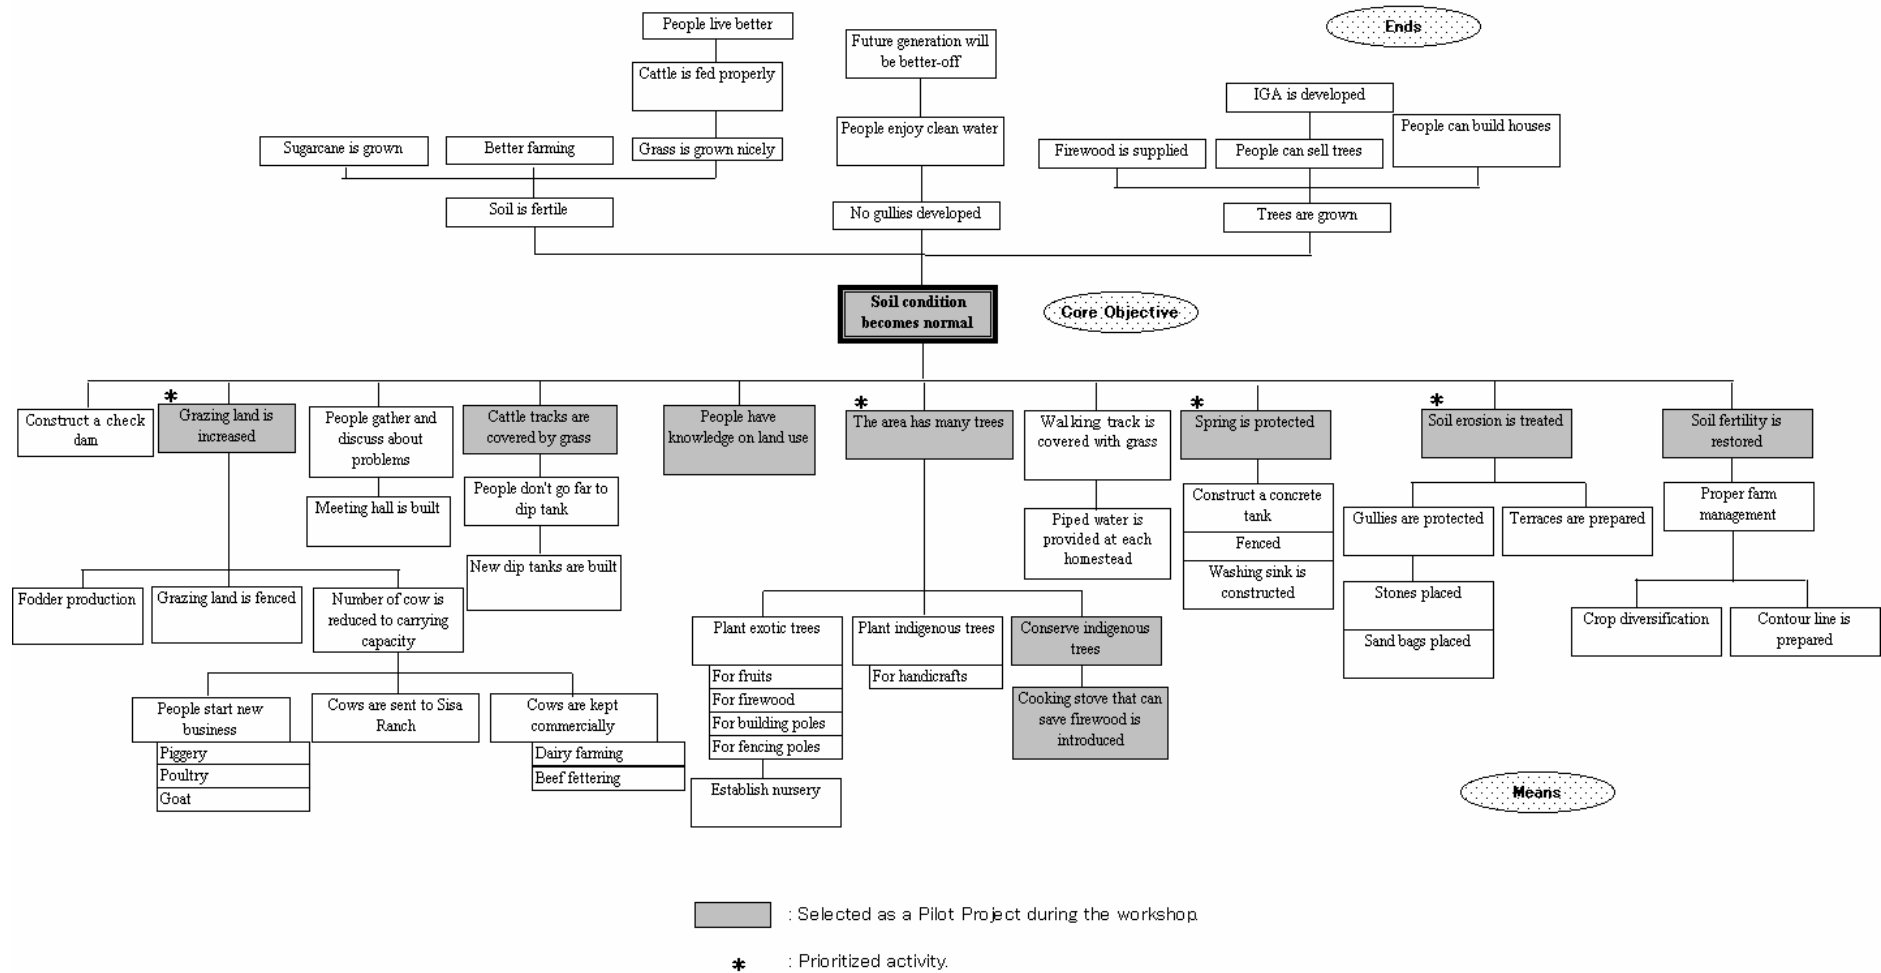 Ends
People live better
Cattle is fed properly
Grass is grown nicely
Sugarcane is grown
Better farming
Soil is fertile
Future generation will
be better-off
People enjoy clean water
No gullies developed
IGA is developed
People can build houses
Firewood is supplied
People can sell trees
Trees are grown
Soil condition
becomes normal
Core Objective
Construct a check
dam
*
Grazing land is
increased
People gather and
discuss about
problems
Meeting hall is built
Cattle tracks are
covered by grass
People don't go far to
dip tank
New dip tanks are built
People have
knowledge on land use
*
The area has many trees
Walking track is
covered with grass
Piped water is
provided at each
homestead
*
Spring is protected
Construct a concrete
tank
Fenced
Washing sink is
constructed
*
Soil erosion is treated
Gullies are protected
Terraces are prepared
Stones placed
Sand bags placed
Soil fertility is
restored
Proper farm
management
Crop diversification
Contour line is
prepared
Fodder production
Grazing land is fenced
Number of cow is
reduced to carrying
capacity
People start new
business
Piggery
Poultry
Goat
Cows are sent to Sisa
Ranch
Cows are kept
commercially
Dairy farming
Beef fettering
Plant exotic trees
For fruits
For firewood
For building poles
For fencing poles
Establish nursery
Plant indigenous trees
For handicrafts
Conserve indigenous
trees
Cooking stove that can
save firewood is
introduced
Means
: Selected as a Pilot Project during the workshop.
* : Prioritized activity.